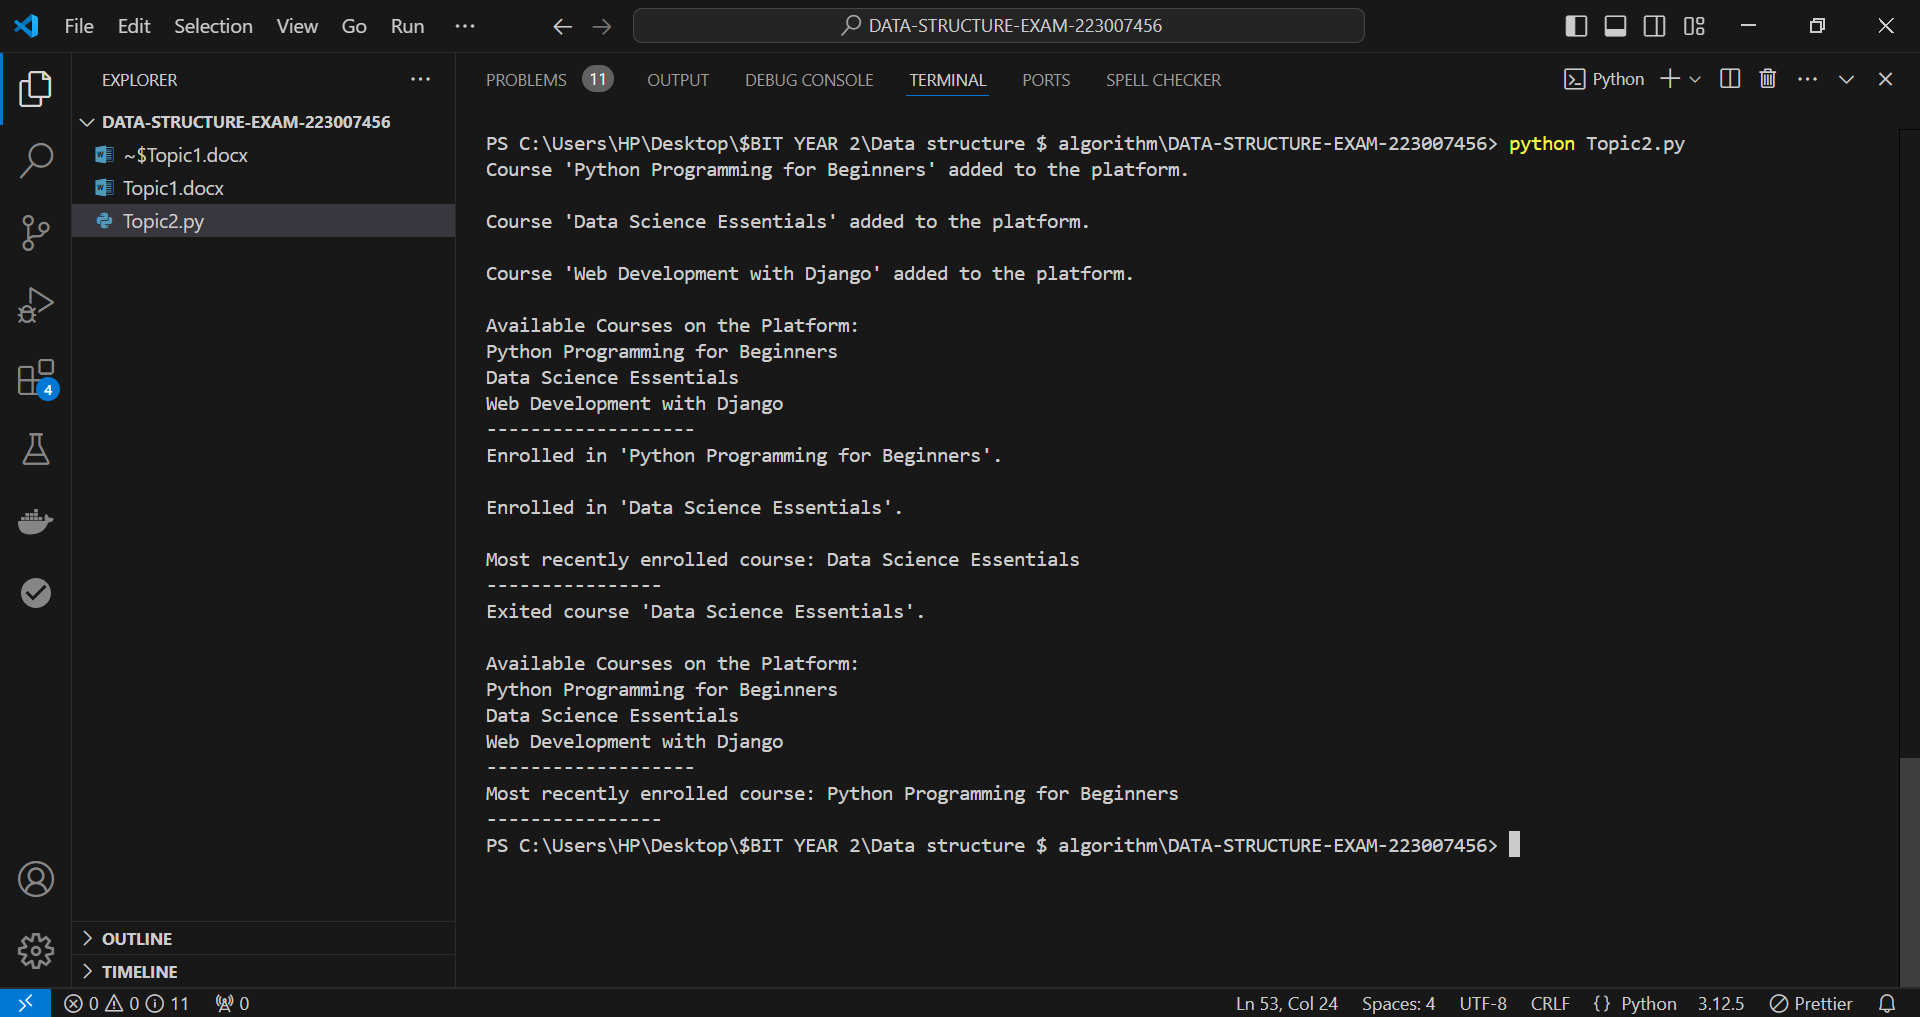 File Edit Selection View Go Run ···
DATA-STRUCTURE-EXAM-223007456
EXPLORER
DATA-STRUCTURE-EXAM-223007456
~$Topic1.docx
Topic1.docx
Topic2.py
4
OUTLINE
TIMELINE
PROBLEMS 11 OUTPUT DEBUG CONSOLE TERMINAL PORTS SPELL CHECKER
Python
PS C:\Users\HP\Desktop\$BIT YEAR 2\Data structure $ algorithm\DATA-STRUCTURE-EXAM-223007456> python Topic2.py
Course 'Python Programming for Beginners' added to the platform.
Course 'Data Science Essentials' added to the platform.
Course 'Web Development with Django' added to the platform.
Available Courses on the Platform:
Python Programming for Beginners
Data Science Essentials
Web Development with Django
-------------------
Enrolled in 'Python Programming for Beginners'.
Enrolled in 'Data Science Essentials'.
Most recently enrolled course: Data Science Essentials
----------------
Exited course 'Data Science Essentials'.
Available Courses on the Platform:
Python Programming for Beginners
Data Science Essentials
Web Development with Django
-------------------
Most recently enrolled course: Python Programming for Beginners
----------------
PS C:\Users\HP\Desktop\$BIT YEAR 2\Data structure $ algorithm\DATA-STRUCTURE-EXAM-223007456>
0 0 11 0 Ln 53, Col 24 Spaces: 4 UTF-8 CRLF {} Python 3.12.5 Prettier